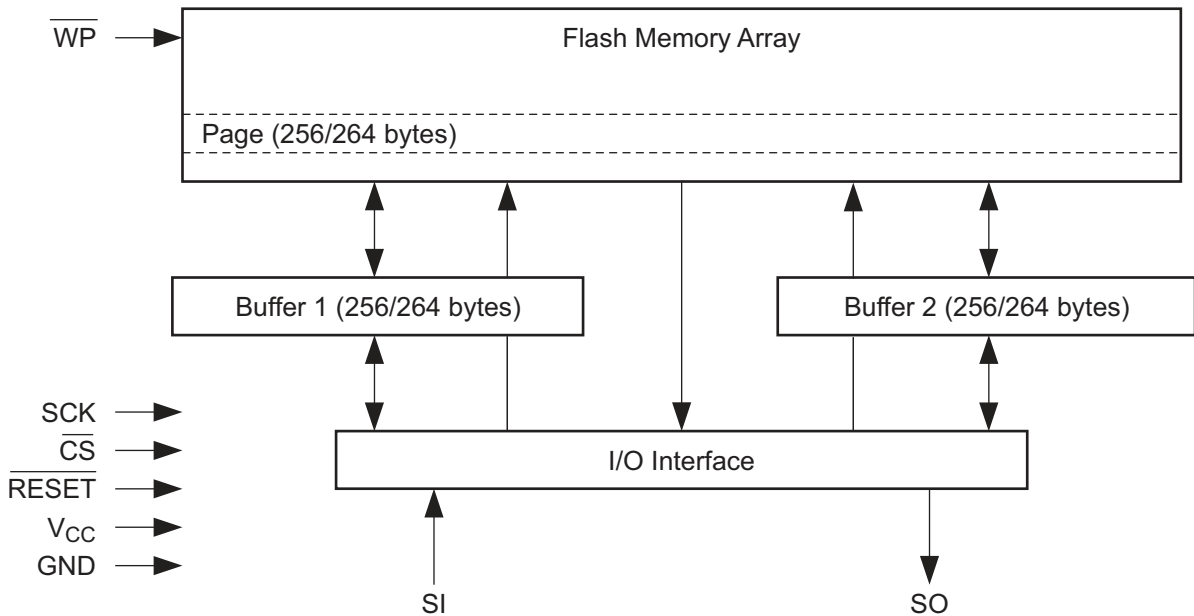 WP
Flash Memory Array
Page (256/264 bytes)
Buffer 1 (256/264 bytes)
Buffer 2 (256/264 bytes)
SCK
CS
RESET
VCC
GND
I/O Interface
SI
SO